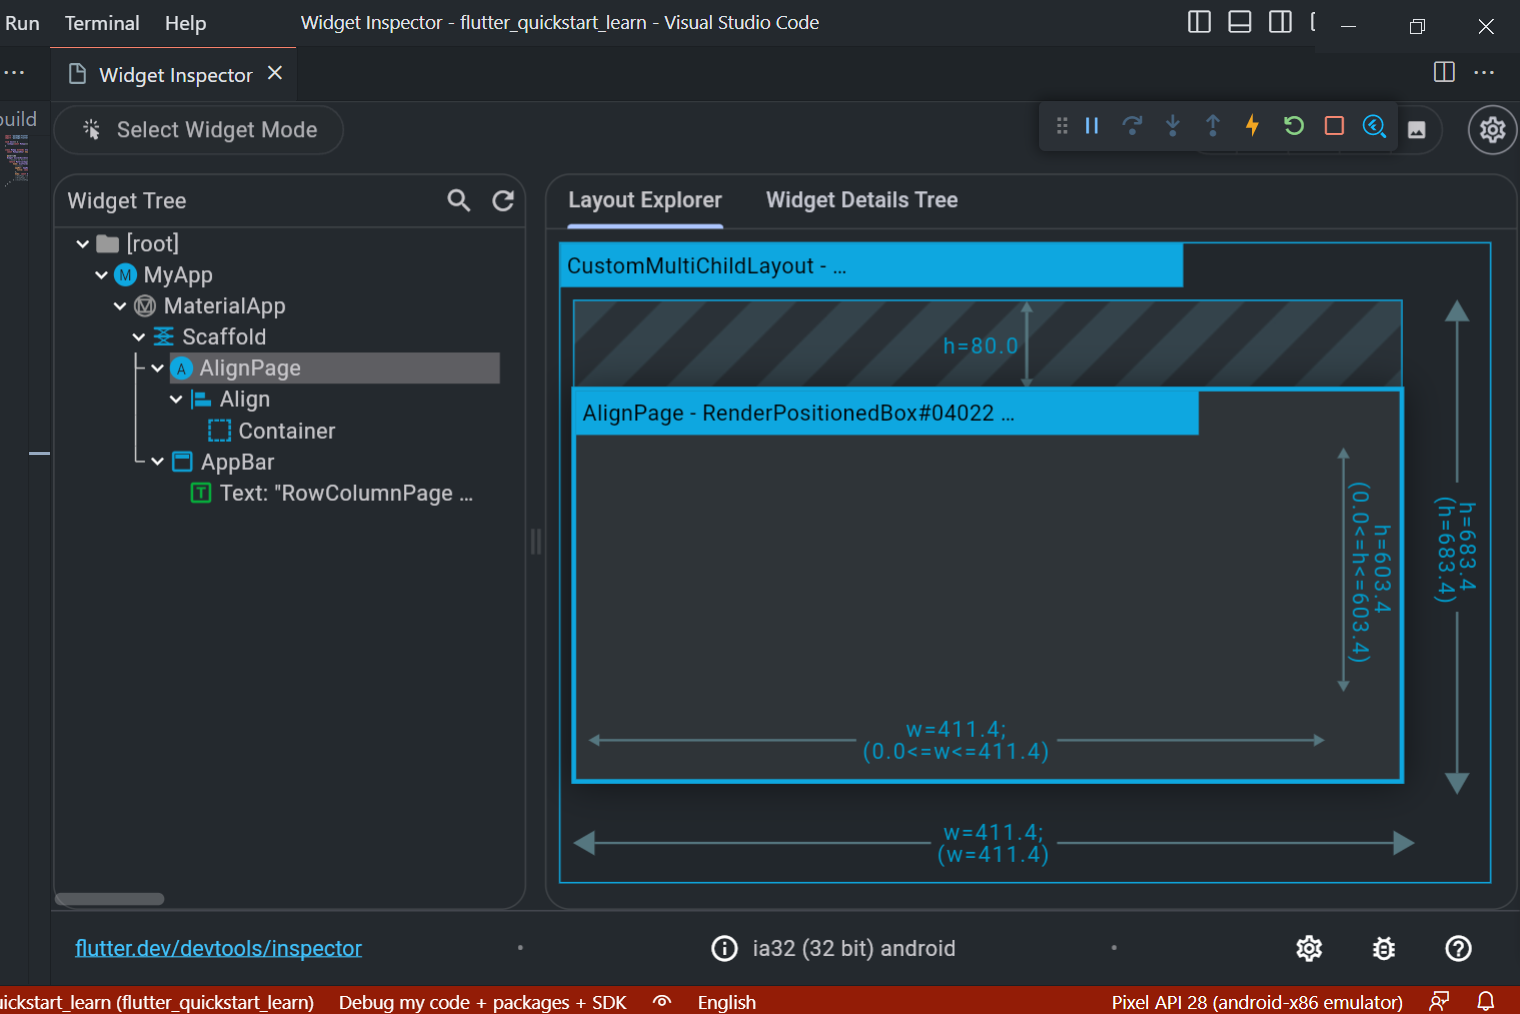 Run Terminal Help Widget Inspector - flutter_quickstart_learn - Visual Studio Code
Widget Inspector
build
Select Widget Mode
Widget Tree
Layout Explorer Widget Details Tree
[root]
M MyApp
MaterialApp
Scaffold
A AlignPage
Align
Container
AppBar
T Text: "RowColumnPage ...
CustomMultiChildLayout - ...
h=80.0
AlignPage - RenderPositionedBox#04022 ...
h=603.4
(0.0<=h<=603.4)
h=683.4
(h=683.4)
w=411.4;
(0.0<=w<=411.4)
w=411.4;
(w=411.4)
flutter.dev/devtools/inspector • ia32 (32 bit) android •
uickstart_learn (flutter_quickstart_learn) Debug my code + packages + SDK English Pixel API 28 (android-x86 emulator)